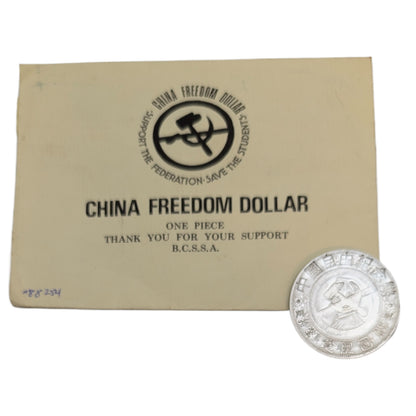 CHINA FREEDOM DOLLAR
·SUPPORT THE FEDERATION·SAVE THE STUDENTS·
CHINA FREEDOM DOLLAR
ONE PIECE
THANK YOU FOR YOUR SUPPORT
B.C.S.S.A.